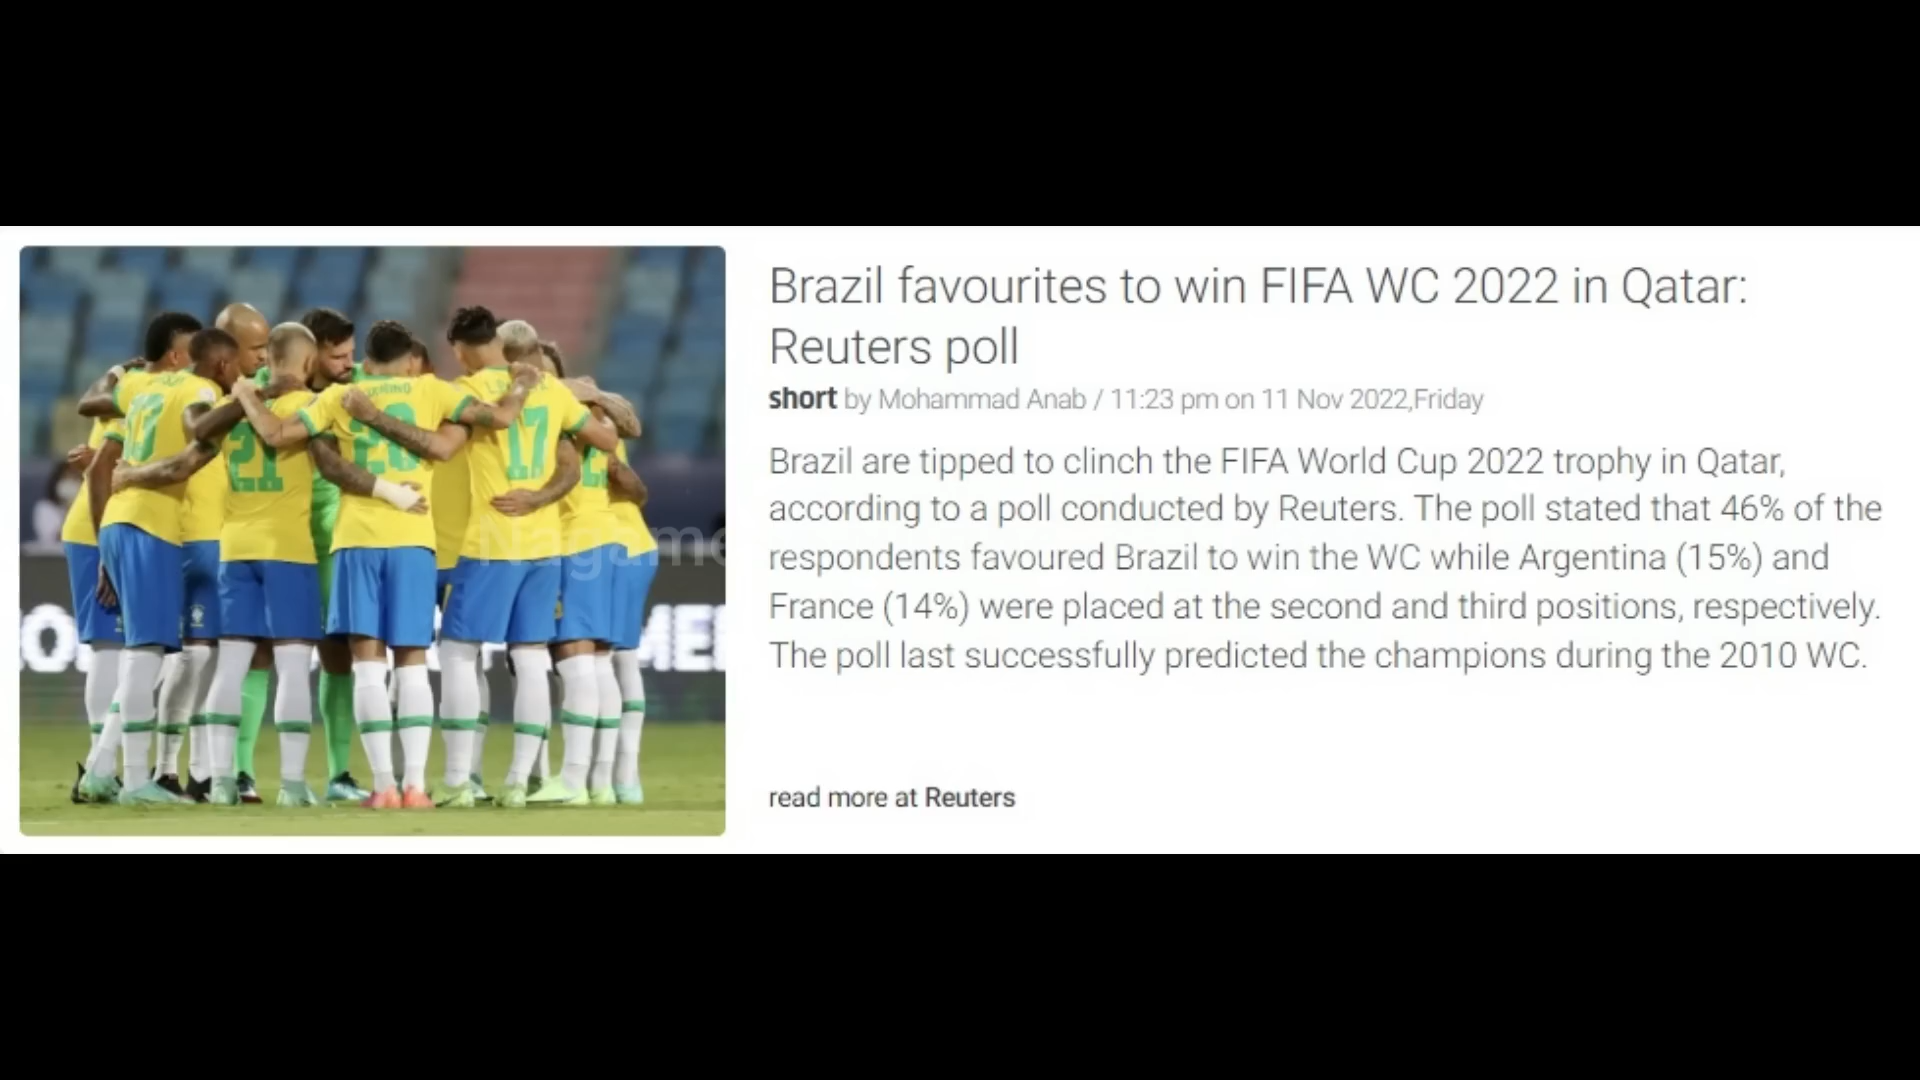 Brazil favourites to win FIFA WC 2022 in Qatar:
Reuters poll
short by Mohammad Anab / 11:23 pm on 11 Nov 2022,Friday
Brazil are tipped to clinch the FIFA World Cup 2022 trophy in Qatar,
according to a poll conducted by Reuters. The poll stated that 46% of the
respondents favoured Brazil to win the WC while Argentina (15%) and
France (14%) were placed at the second and third positions, respectively.
The poll last successfully predicted the champions during the 2010 WC.
read more at Reuters
13
21
20
17